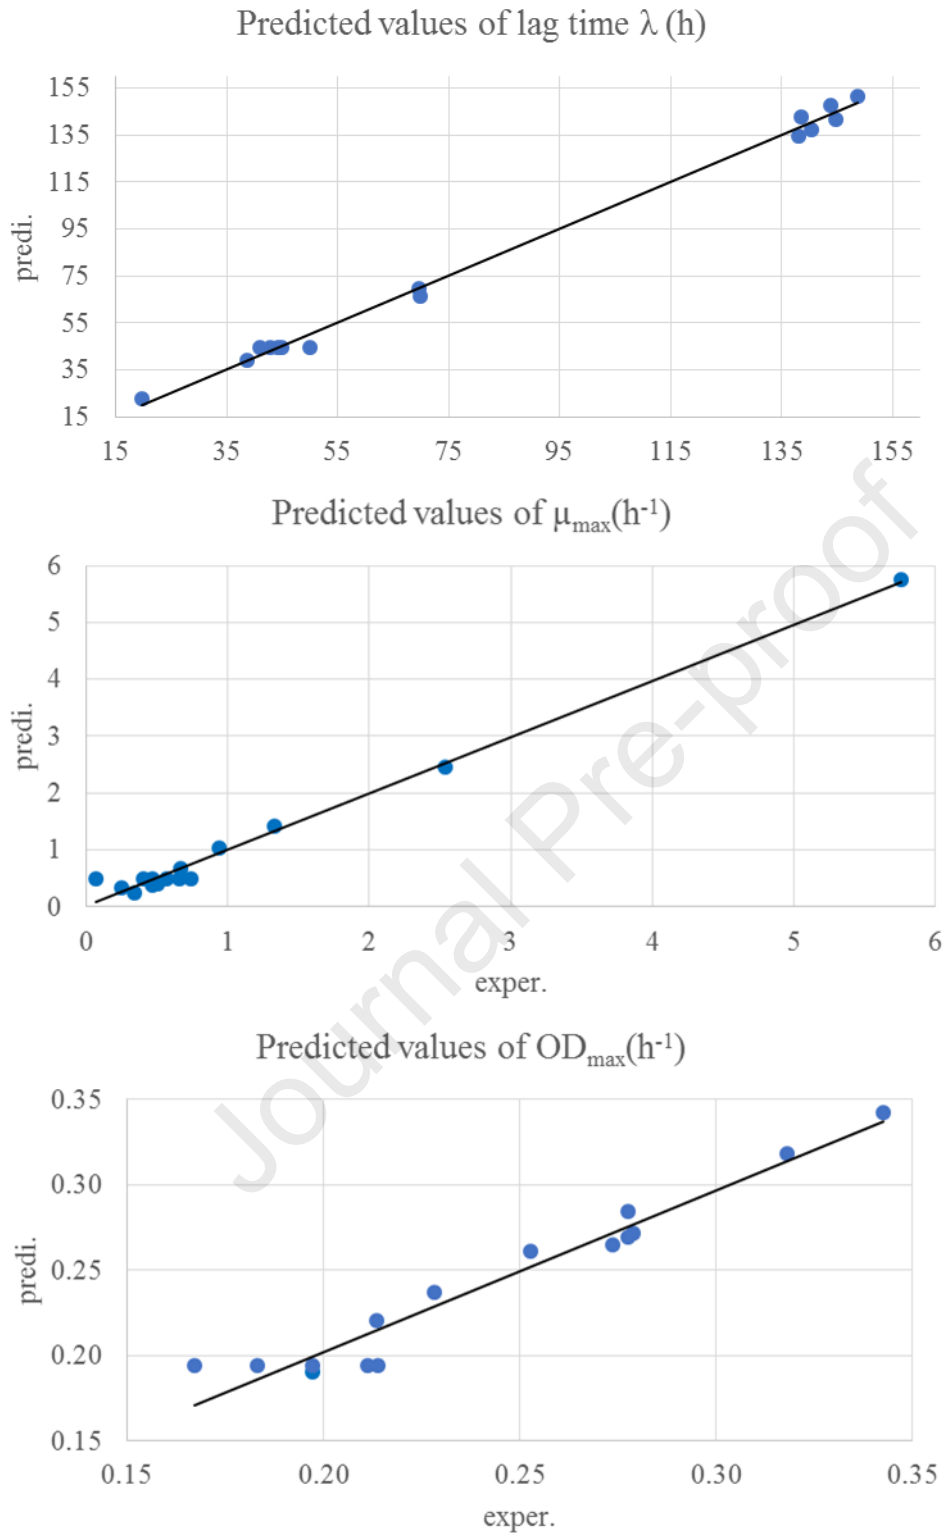 Predicted values of lag time λ (h)
155
135
115
95
75
55
35
15
predi.
15 35 55 75 95 115 135 155
Predicted values of µmax(h-1)
6
5
4
3
2
1
0
predi.
0 1 2 3 4 5 6
exper.
Predicted values of ODmax(h-1)
0.35
0.30
0.25
0.20
0.15
predi.
0.15 0.20 0.25 0.30 0.35
exper.
Journal Pre-proof